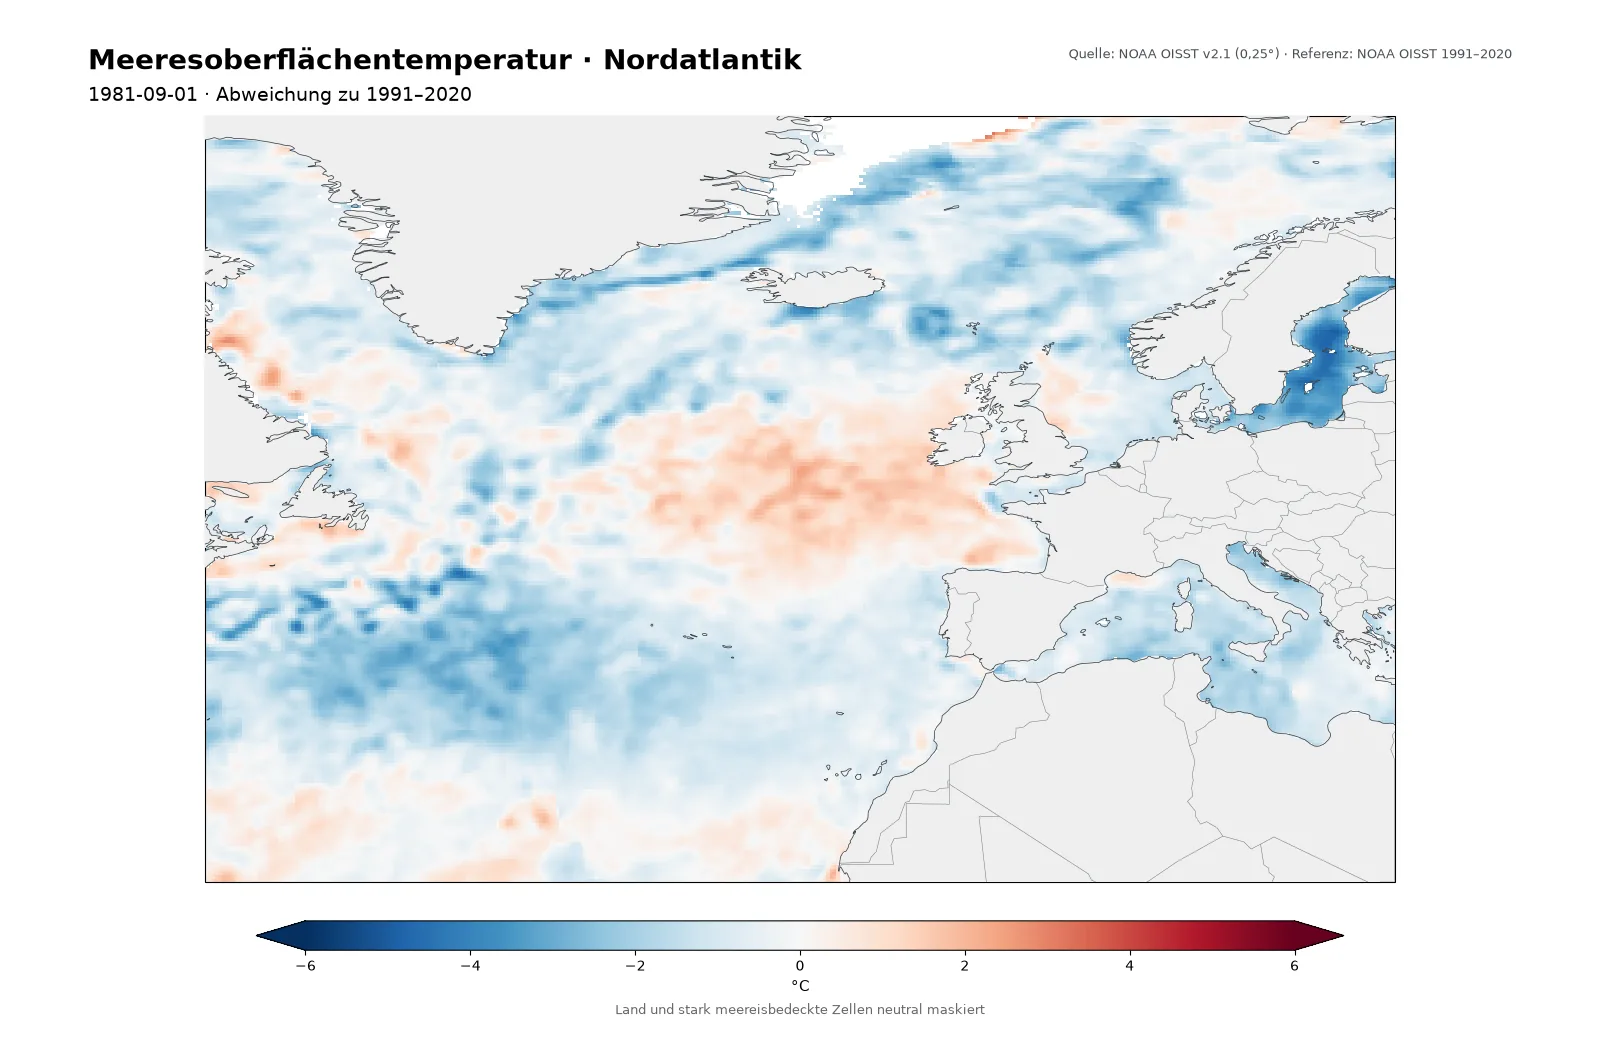 Meeresoberflächentemperatur · Nordatlantik
Quelle: NOAA OISST v2.1 (0,25°) · Referenz: NOAA OISST 1991–2020
1981-09-01 · Abweichung zu 1991–2020
−6 −4 −2 0 2 4 6
°C
Land und stark meereisbedeckte Zellen neutral maskiert